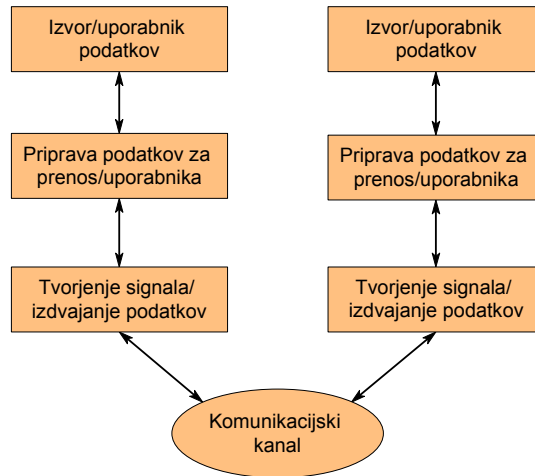 Izvor/uporabnik
podatkov
Izvor/uporabnik
podatkov
Priprava podatkov za
prenos/uporabnika
Priprava podatkov za
prenos/uporabnika
Tvorjenje signala/
izdvajanje podatkov
Tvorjenje signala/
izdvajanje podatkov
Komunikacijski
kanal